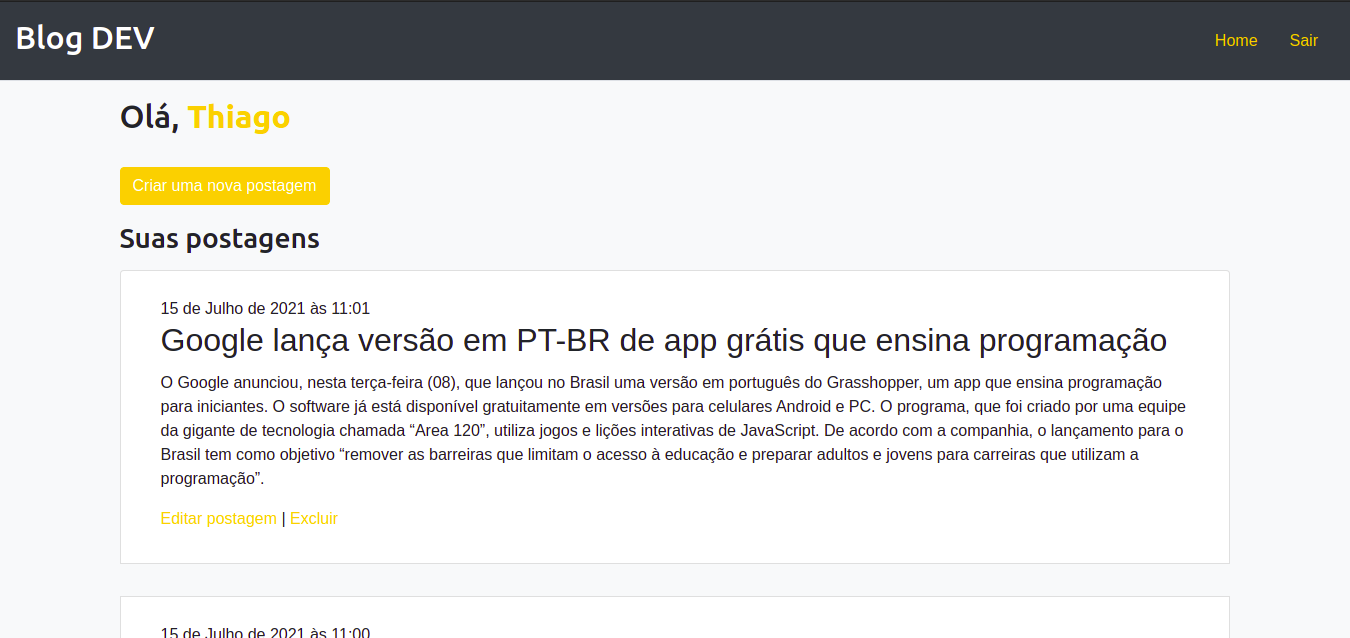 Blog DEV
Home Sair
Olá, Thiago
Criar uma nova postagem
Suas postagens
15 de Julho de 2021 às 11:01
Google lança versão em PT-BR de app grátis que ensina programação
O Google anunciou, nesta terça-feira (08), que lançou no Brasil uma versão em português do Grasshopper, um app que ensina programação
para iniciantes. O software já está disponível gratuitamente em versões para celulares Android e PC. O programa, que foi criado por uma equipe
da gigante de tecnologia chamada “Area 120”, utiliza jogos e lições interativas de JavaScript. De acordo com a companhia, o lançamento para o
Brasil tem como objetivo “remover as barreiras que limitam o acesso à educação e preparar adultos e jovens para carreiras que utilizam a
programação”.
Editar postagem | Excluir
15 de Julho de 2021 às 11:00